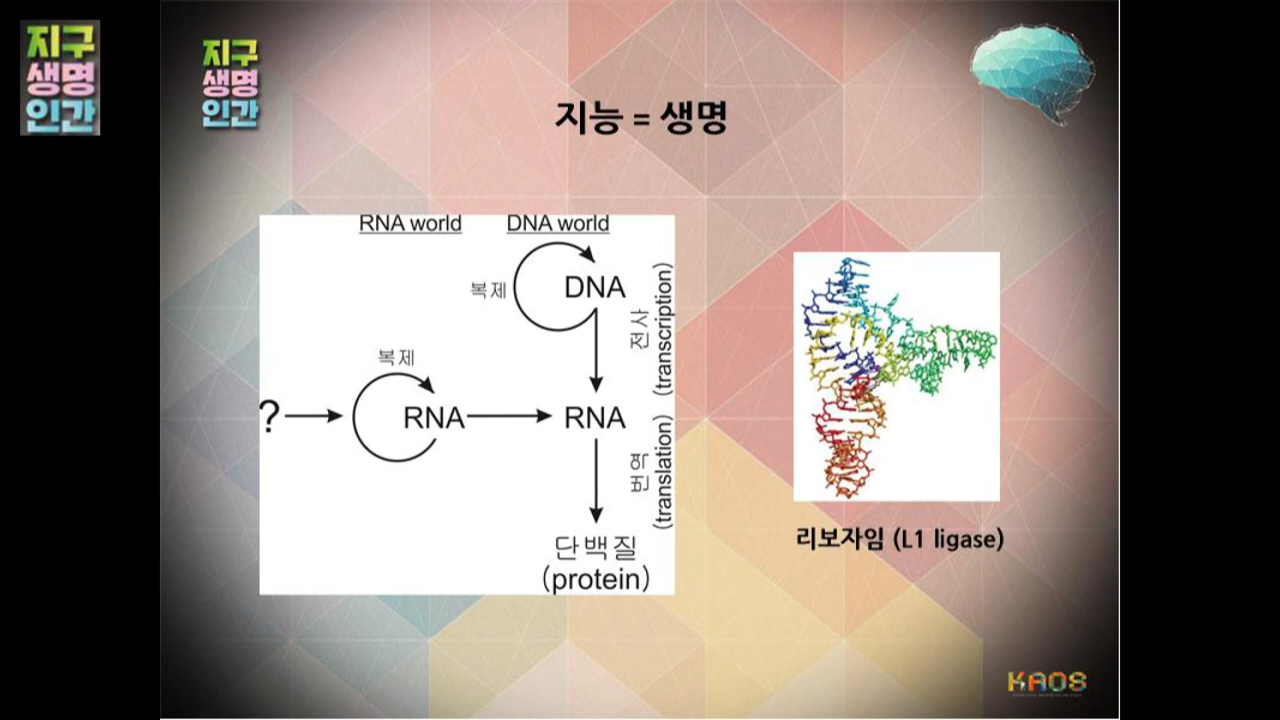 지구
생명
인간
지구
생명
인간
지능 = 생명
RNA world
DNA world
복제
DNA
전사
(transcription)
복제
?
RNA
RNA
번역
(translation)
단백질
(protein)
리보자임 (L1 ligase)
KAOS